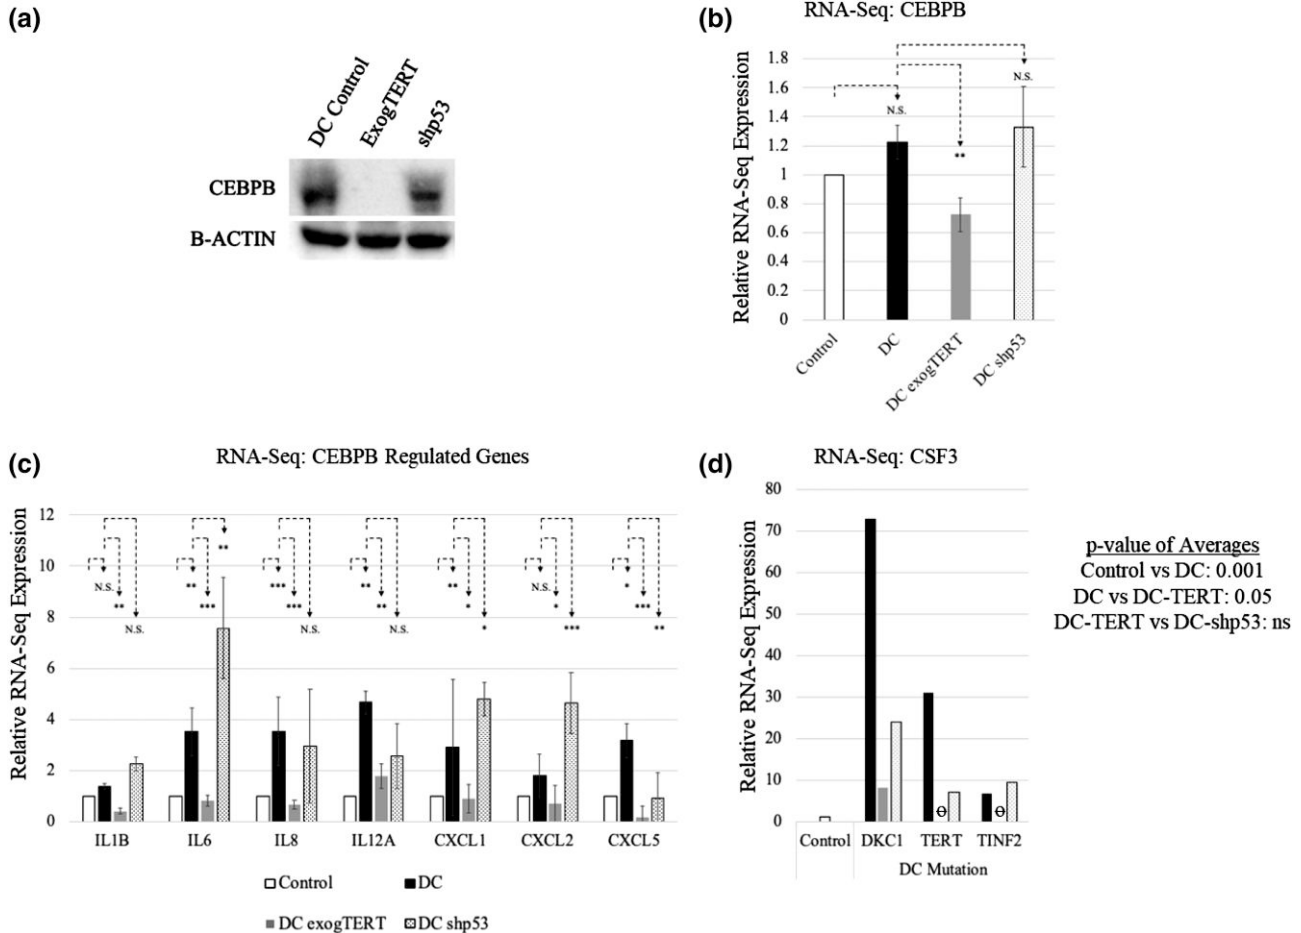 (a)
DC Control
ExogTERT
shp53
CEBPB
B-ACTIN
(b)
RNA-Seq: CEBPB
Relative RNA-Seq Expression
1.8
1.6
1.4
1.2
1
0.8
0.6
0.4
0.2
0
N.S.
**
N.S.
Control
DC
DC exogTERT
DC shp53
(c)
RNA-Seq: CEBPB Regulated Genes
Relative RNA-Seq Expression
12
10
8
6
4
2
0
N.S.
**
N.S.
**
***
**
***
***
N.S.
**
**
N.S.
**
*
*
N.S.
*
***
*
***
**
IL1B IL6 IL8 IL12A CXCL1 CXCL2 CXCL5
Control DC
DC exogTERT DC shp53
(d)
RNA-Seq: CSF3
Relative RNA-Seq Expression
80
70
60
50
40
30
20
10
0
0 0
Control DKC1 TERT TINF2
DC Mutation
p-value of Averages
Control vs DC: 0.001
DC vs DC-TERT: 0.05
DC-TERT vs DC-shp53: ns